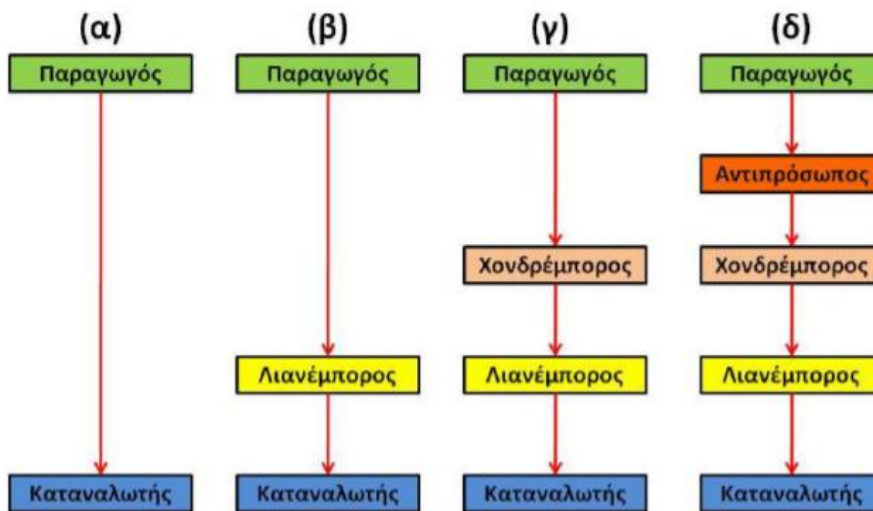 (α) (β) (γ) (δ)
Παραγωγός Παραγωγός Παραγωγός Παραγωγός
Αντιπρόσωπος
Χονδρέμπορος Χονδρέμπορος
Λιανέμπορος Λιανέμπορος Λιανέμπορος
Καταναλωτής Καταναλωτής Καταναλωτής Καταναλωτής